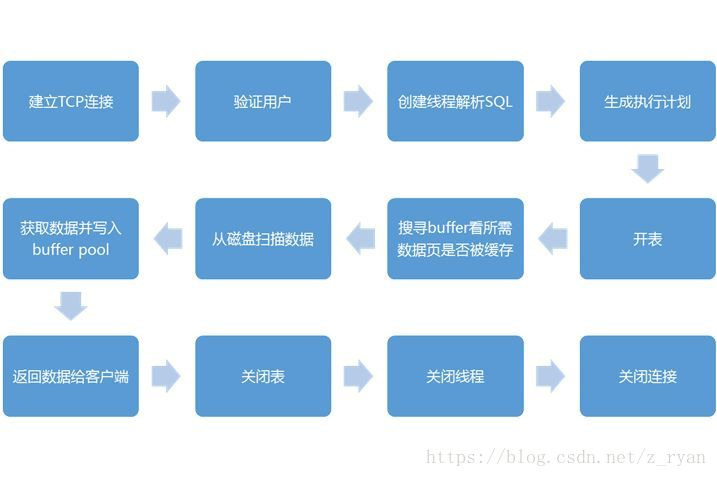 建立TCP连接
验证用户
创建线程解析SQL
生成执行计划
开表
搜寻buffer看所需
数据页是否被缓存
从磁盘扫描数据
获取数据并写入
buffer pool
返回数据给客户端
关闭表
关闭线程
关闭连接
https://blog.csdn.net/z_ryan